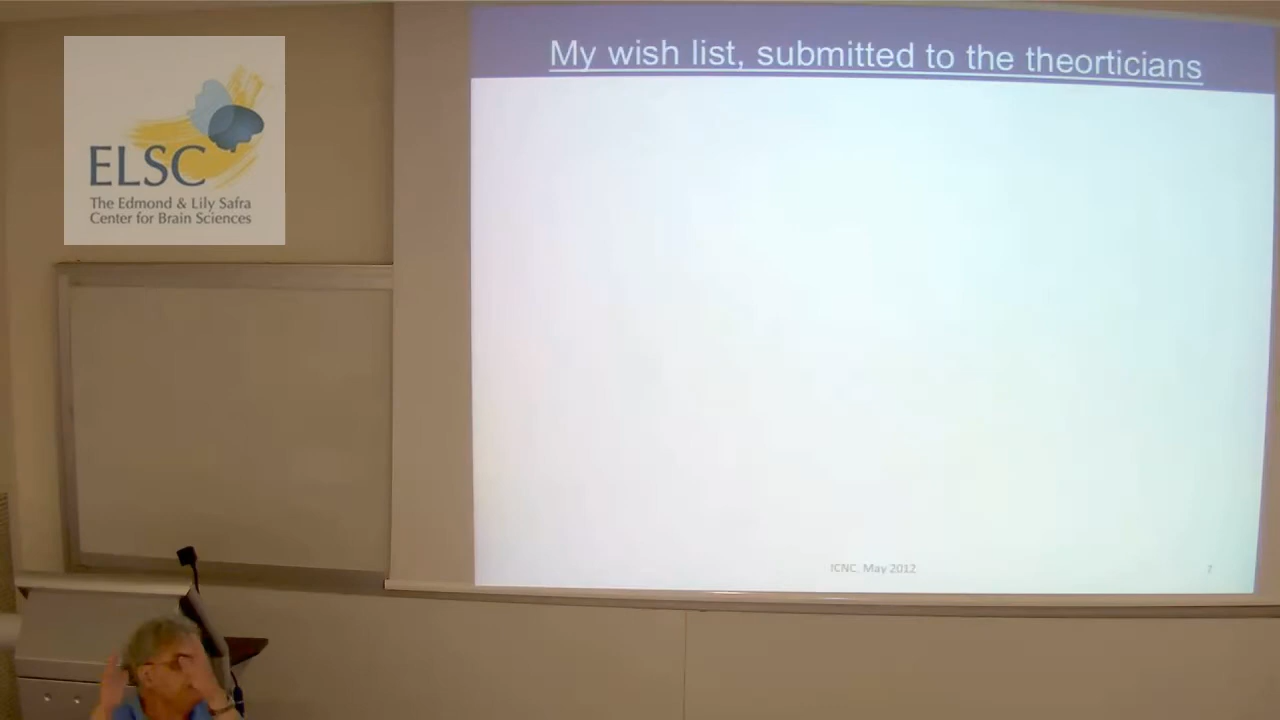 My wish list, submitted to the theorticians
ELSC
The Edmond & Lily Safra
Center for Brain Sciences
ICNC, May 2012
7